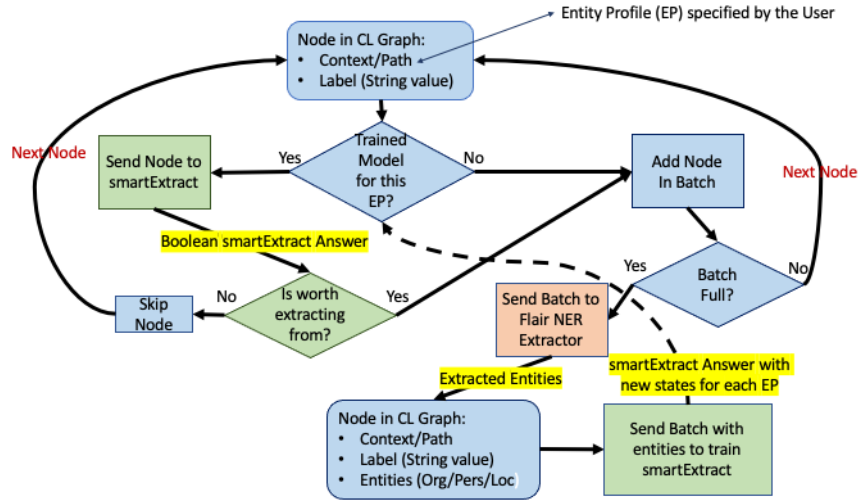 Entity Profile (EP) specified by the User
Node in CL Graph:
• Context/Path
• Label (String value)
Next Node
Send Node to
smartExtract
Yes
Trained
Model
for this
EP?
No
Add Node
In Batch
Next Node
Boolean smartExtract Answer
Skip
Node
No
Is worth
extracting
from?
Yes
Send Batch to
Flair NER
Extractor
Yes
Batch
Full?
No
Extracted Entities
smartExtract Answer with
new states for each EP
Node in CL Graph:
• Context/Path
• Label (String value)
• Entities (Org/Pers/Loc)
Send Batch with
entities to train
smartExtract